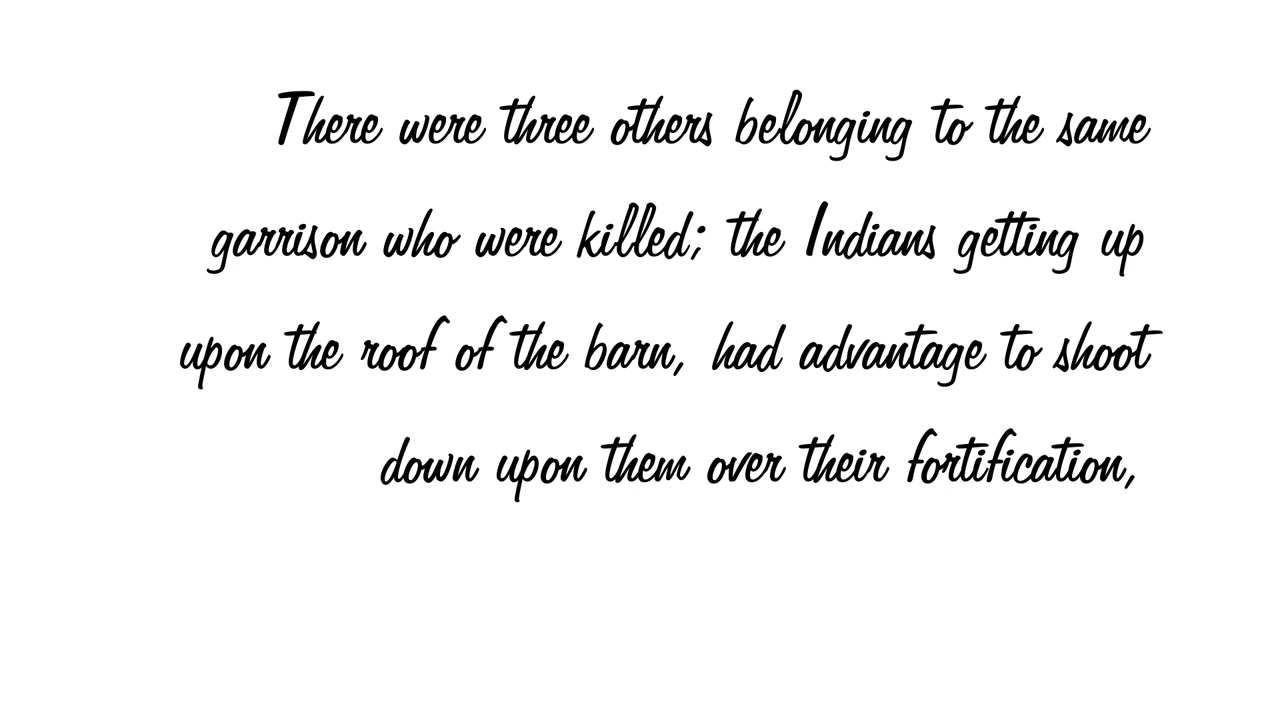 There were three others belonging to the same
garrison who were killed; the Indians getting up
upon the roof of the barn, had advantage to shoot
down upon them over their fortification,